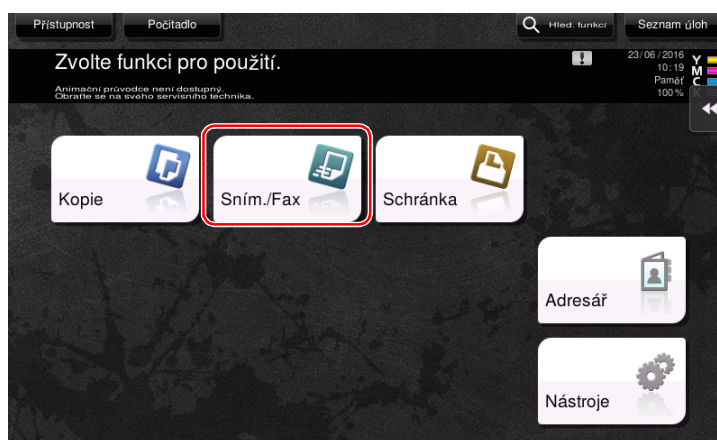 Přístupnost
Počitadlo
Hled. funkcí
Seznam úloh
Zvolte funkci pro použití.
Animační průvodce není dostupný.
Obraťte se na svého servisního technika.
23/06/2016
10:19
Paměť
100%
Y
M
C
K
Kopie
Sním./Fax
Schránka
Adresář
Nástroje